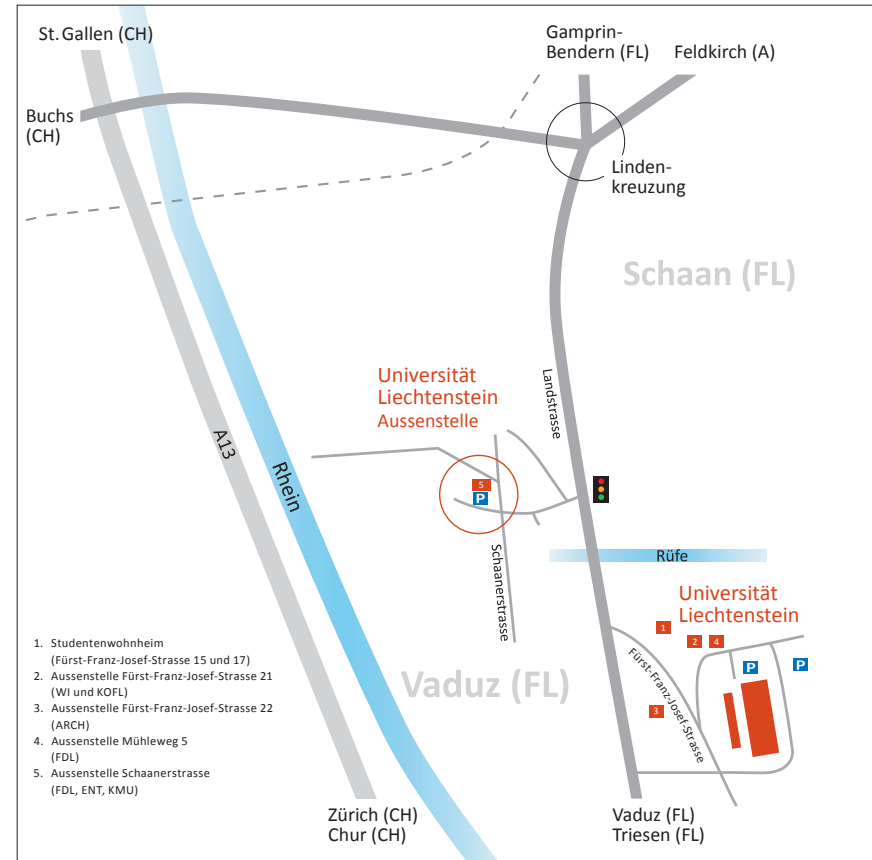 St. Gallen (CH)
Gamprin-
Bendern (FL)
Feldkirch (A)
Buchs
(CH)
Linden-
kreuzung
Schaan (FL)
Universität
Liechtenstein
Aussenstelle
Landstrasse
A13
Rhein
5
P
Schaanerstrasse
Rüfe
Universität
Liechtenstein
1
2
4
P
P
3
Fürst-Franz-Josef-Strasse
Vaduz (FL)
1. Studentenwohnheim
(Fürst-Franz-Josef-Strasse 15 und 17)
2. Aussenstelle Fürst-Franz-Josef-Strasse 21
(WI und KOFL)
3. Aussenstelle Fürst-Franz-Josef-Strasse 22
(ARCH)
4. Aussenstelle Mühleweg 5
(FDL)
5. Aussenstelle Schaanerstrasse
(FDL, ENT, KMU)
Zürich (CH)
Chur (CH)
Vaduz (FL)
Triesen (FL)